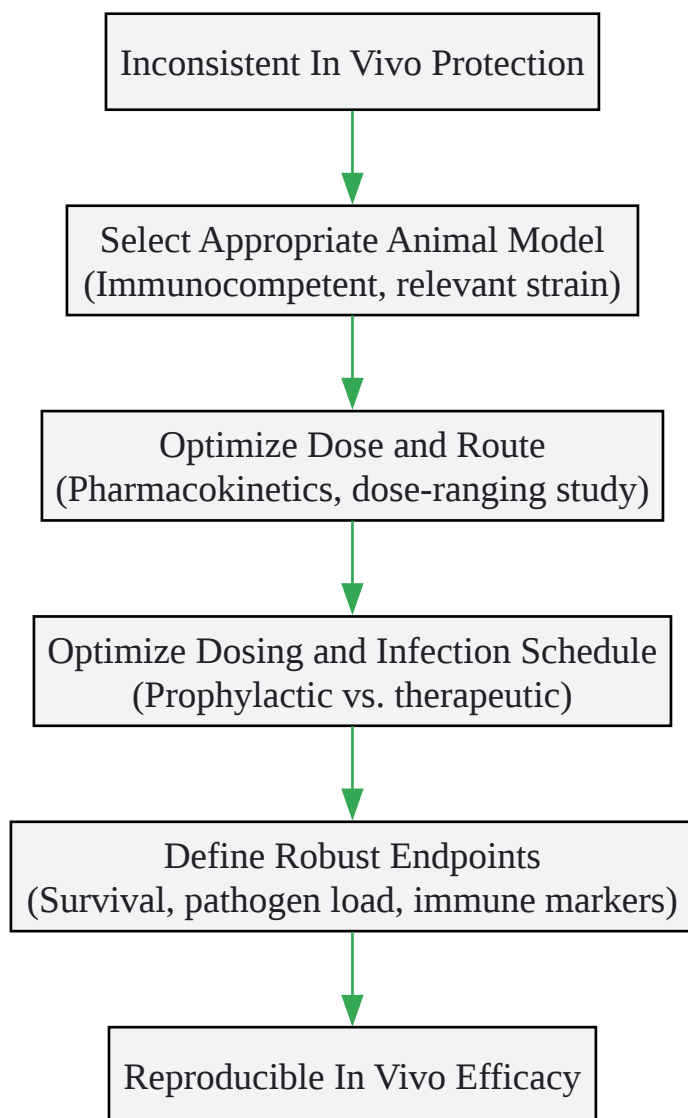 Inconsistent In Vivo Protection
Select Appropriate Animal Model
(Immunocompetent, relevant strain)
Optimize Dose and Route
(Pharmacokinetics, dose-ranging study)
Optimize Dosing and Infection Schedule
(Prophylactic vs. therapeutic)
Define Robust Endpoints
(Survival, pathogen load, immune markers)
Reproducible In Vivo Efficacy